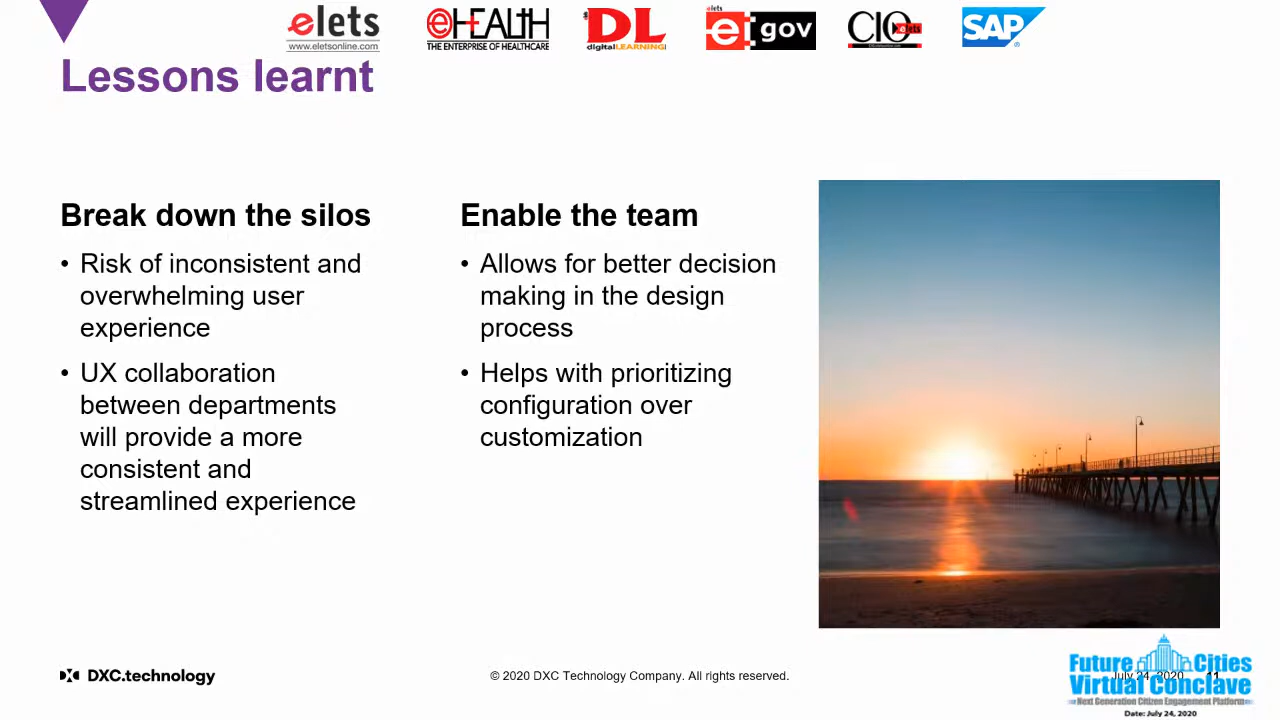 elets
www.eletsonline.com
eHEALTH
THE ENTERPRISE OF HEALTHCARE
DL
digitalLEARNING
elets
e gov
CIO
elets
SAP
Lessons learnt
Break down the silos
• Risk of inconsistent and
overwhelming user
experience
• UX collaboration
between departments
will provide a more
consistent and
streamlined experience
Enable the team
• Allows for better decision
making in the design
process
• Helps with prioritizing
configuration over
customization
DXC.technology
© 2020 DXC Technology Company. All rights reserved.
July 24, 2020 11
Future Cities
Virtual Conclave
Next Generation Citizen Engagement Platform
Date: July 24, 2020